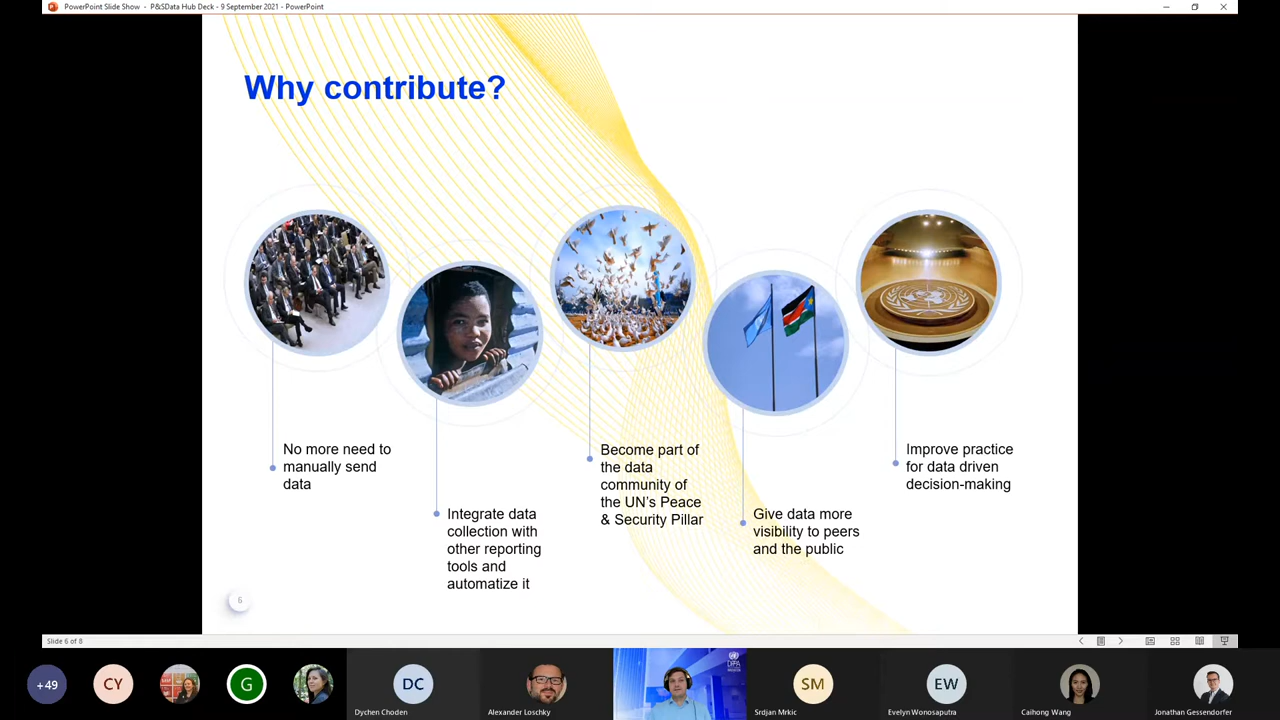 PowerPoint Slide Show - P&SData Hub Deck - 9 September 2021 - PowerPoint
Why contribute?
No more need to
manually send
data
Integrate data
collection with
other reporting
tools and
automatize it
Become part of
the data
community of
the UN's Peace
& Security Pillar
Give data more
visibility to peers
and the public
Improve practice
for data driven
decision-making
6
Slide 6 of 8
+49
CY
G
DC
SM
EW
DPPA
Dychen Choden
Alexander Loschky
Srdjan Mrkic
Evelyn Wonosaputra
Caihong Wang
Jonathan Gessendorfer